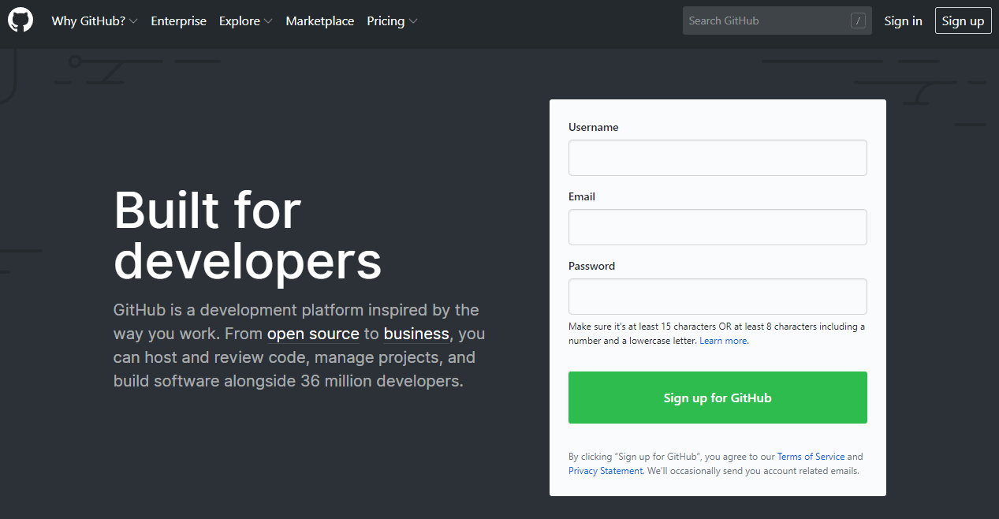 Why GitHub? Enterprise Explore Marketplace Pricing Search GitHub / Sign in Sign up
Built for
developers
GitHub is a development platform inspired by the
way you work. From open source to business, you
can host and review code, manage projects, and
build software alongside 36 million developers.
Username
Email
Password
Make sure it's at least 15 characters OR at least 8 characters including a
number and a lowercase letter. Learn more.
Sign up for GitHub
By clicking “Sign up for GitHub”, you agree to our Terms of Service and
Privacy Statement. We’ll occasionally send you account related emails.